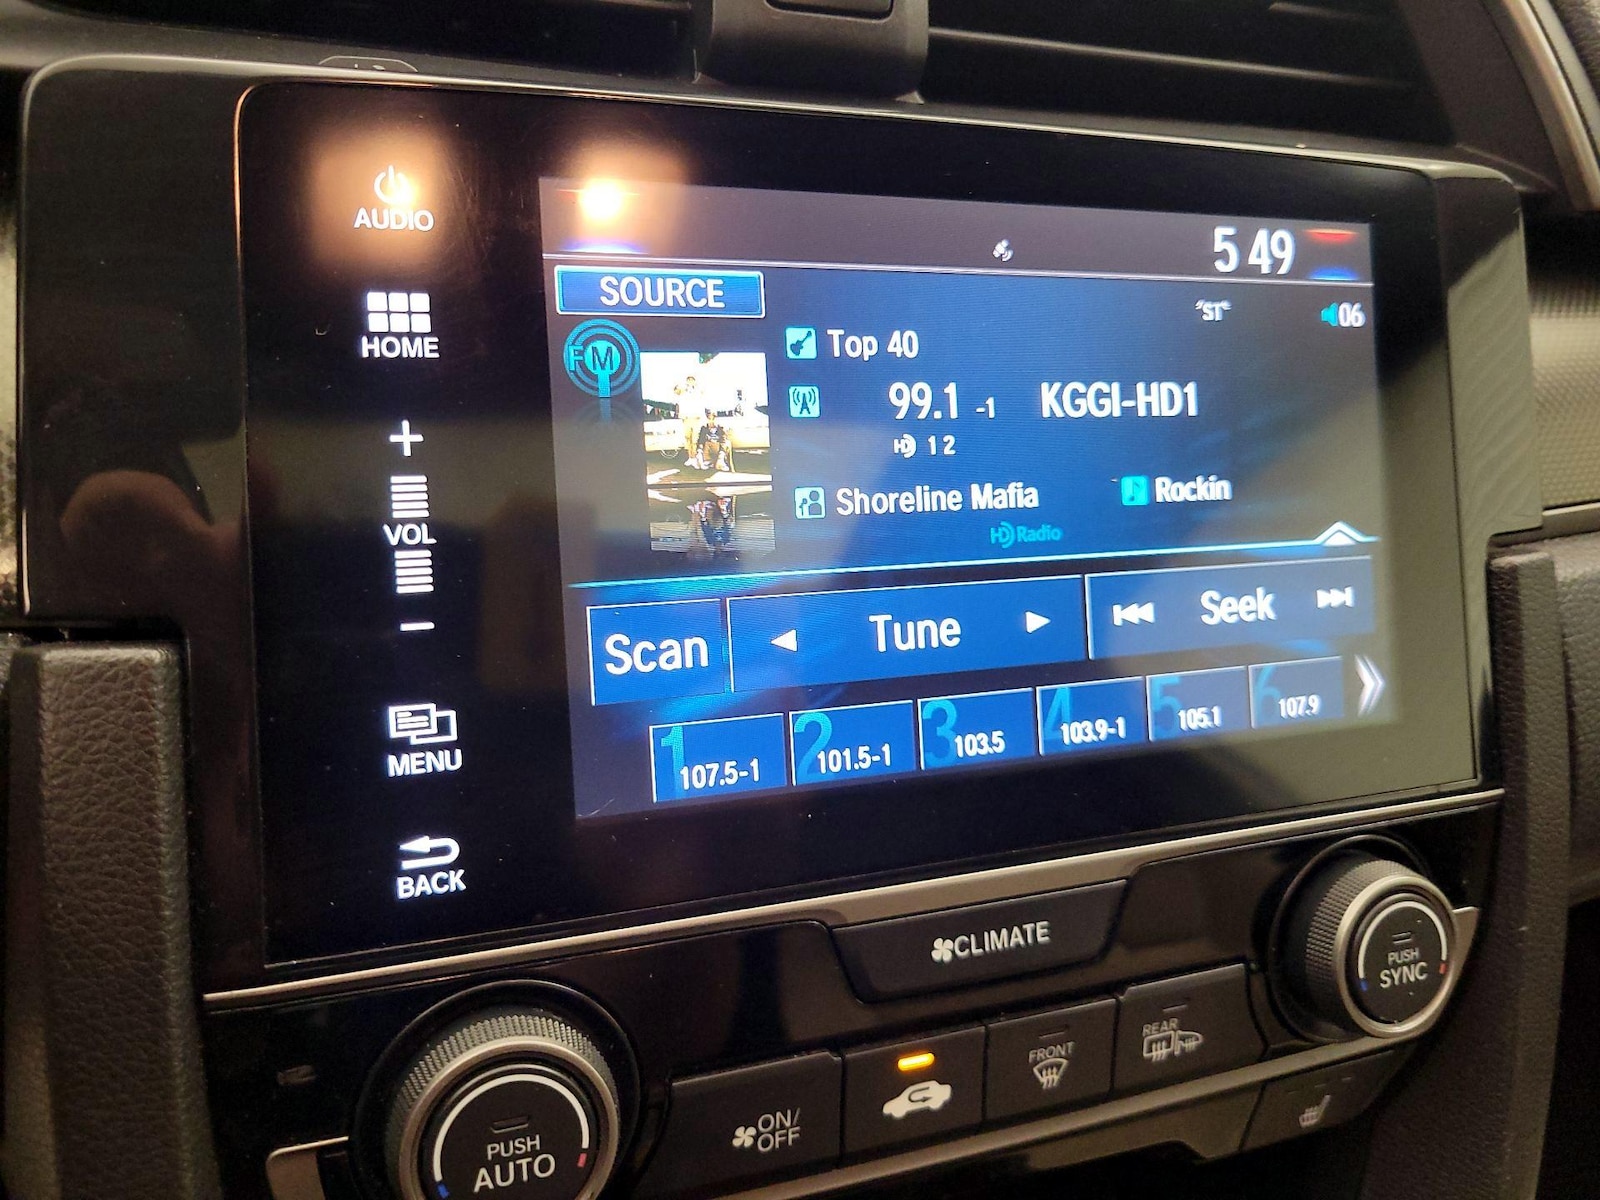 AUDIO
HOME
+
VOL
−
MENU
BACK
5 49
SOURCE
"ST"
06
FM
Top 40
99.1 -1 KGGI-HD1
HD 1 2
Shoreline Mafia
Rockin
HD Radio
Scan
Tune
Seek
1 107.5-1
2 101.5-1
3 103.5
4 103.9-1
5 105.1
6 107.9
CLIMATE
PUSH
SYNC
REAR
FRONT
ON/
OFF
PUSH
AUTO